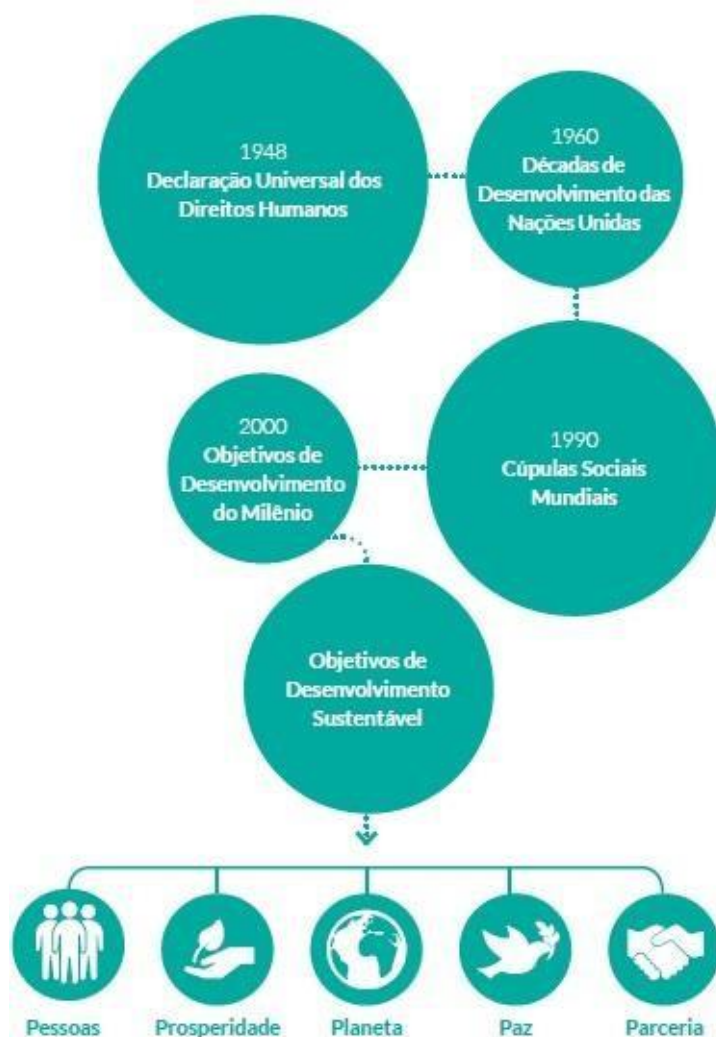 1948
Declaração Universal dos
Direitos Humanos
1960
Décadas de
Desenvolvimento das
Nações Unidas
1990
Cúpulas Sociais
Mundiais
2000
Objetivos de
Desenvolvimento
do Milênio
Objetivos de
Desenvolvimento
Sustentável
Pessoas
Prosperidade
Planeta
Paz
Parceria